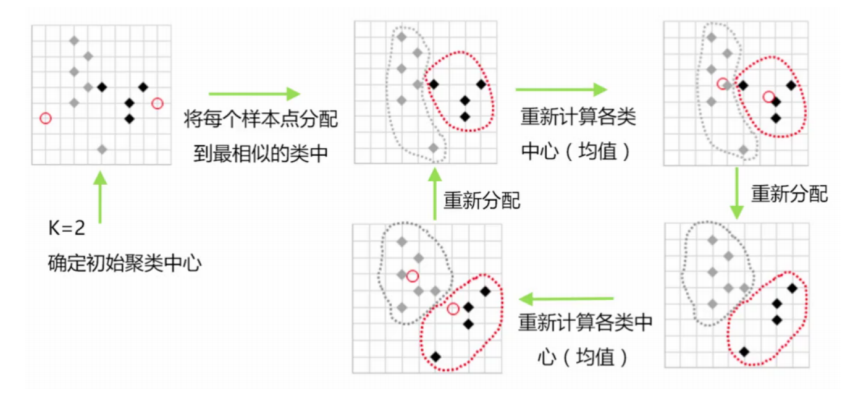 将每个样本点分配
到最相似的类中
重新计算各类
中心（均值）
重新分配
重新分配
K=2
确定初始聚类中心
重新计算各类中
心（均值）